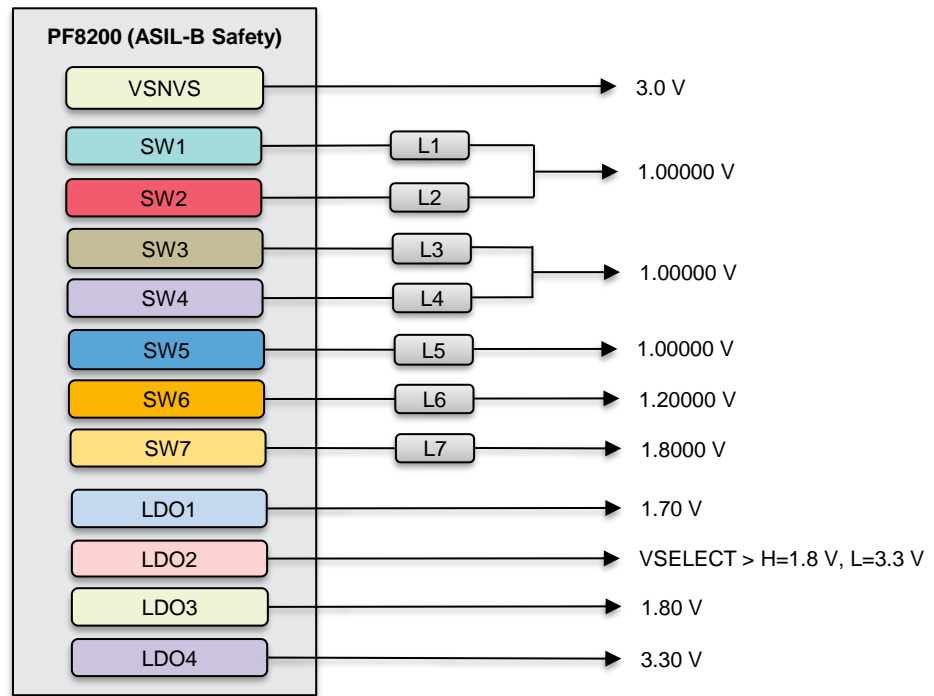 PF8200 (ASIL-B Safety)
VSNVS
3.0 V
SW1
L1
1.00000 V
SW2
L2
SW3
L3
1.00000 V
SW4
L4
SW5
L5
1.00000 V
SW6
L6
1.20000 V
SW7
L7
1.8000 V
LDO1
1.70 V
LDO2
VSELECT > H=1.8 V, L=3.3 V
LDO3
1.80 V
LDO4
3.30 V